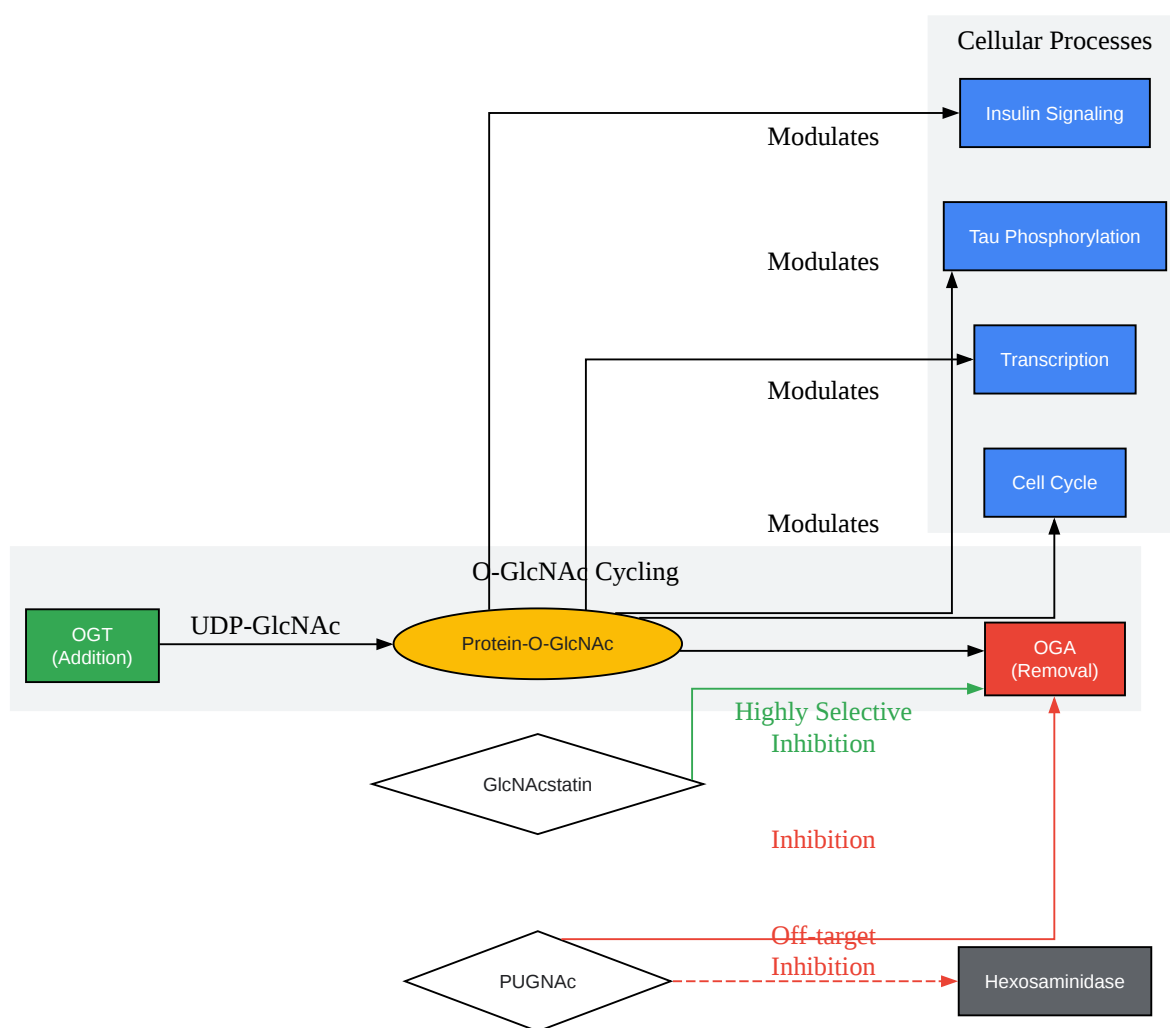 Cellular Processes
Insulin Signaling
Modulates
Tau Phosphorylation
Modulates
Transcription
Modulates
Cell Cycle
Modulates
O-GlcNAc Cycling
OGT
(Addition)
UDP-GlcNAc
Protein-O-GlcNAc
OGA
(Removal)
Highly Selective
Inhibition
GlcNAcstatin
Inhibition
Off-target
Inhibition
PUGNAc
Hexosaminidase